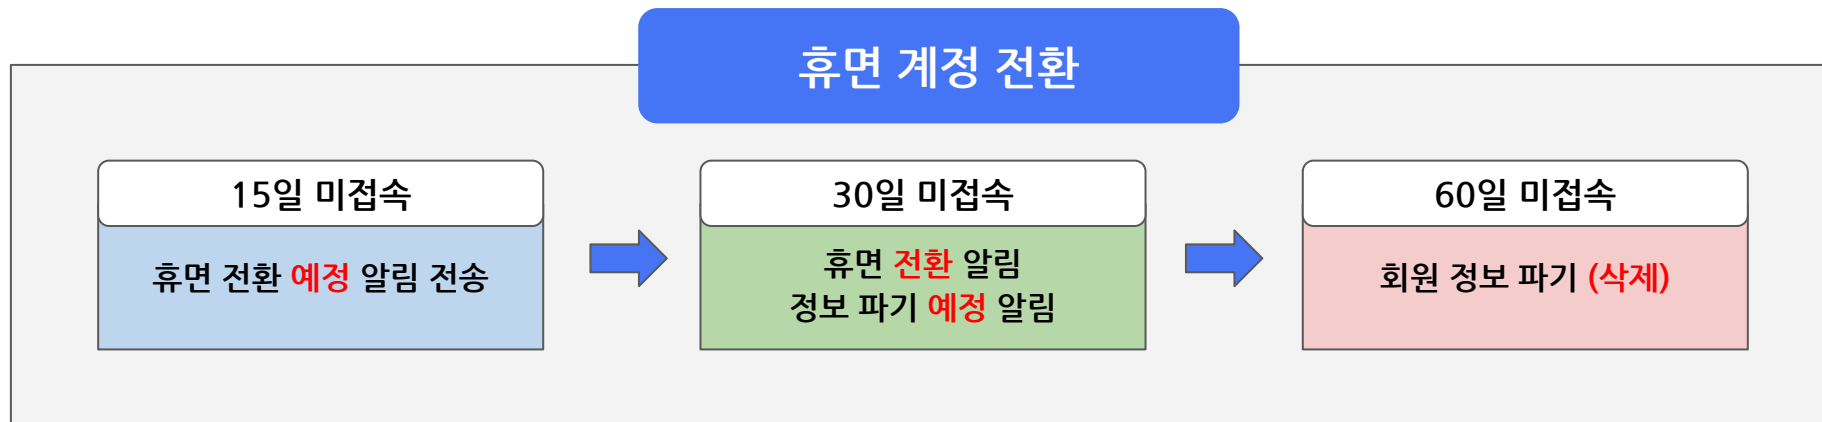 휴면 계정 전환
15일 미접속
휴면 전환 예정 알림 전송
30일 미접속
휴면 전환 알림
정보 파기 예정 알림
60일 미접속
회원 정보 파기 (삭제)